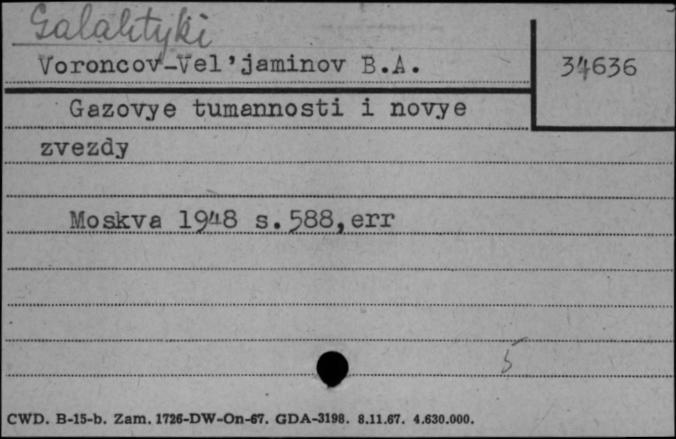 Galaktyki
Voroncov-Vel'jaminov B.A.
34636
Gazovye tumannosti i novye
zvezdy
Moskva 1948 s.588,err
5
CWD. B-15-b. Zam. 1726-DW-On-67. GDA-3198. 8.11.67. 4.630.000.